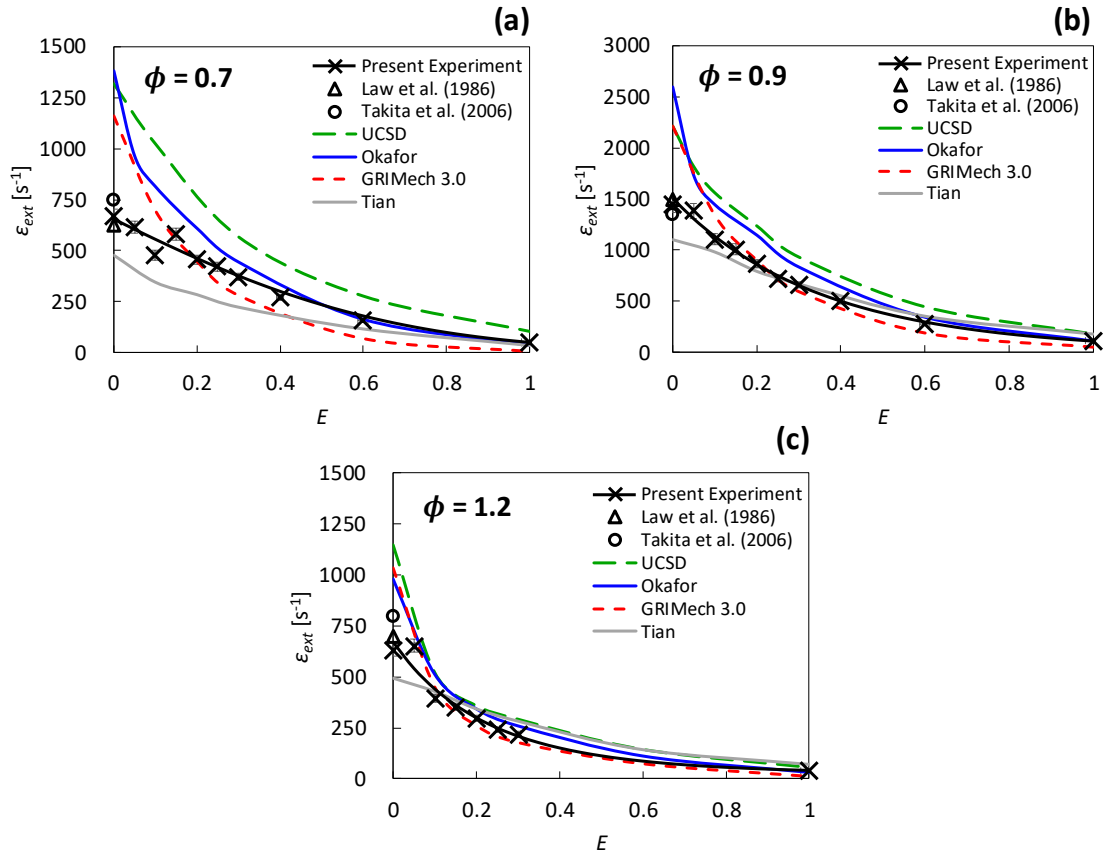 (a)
1500
1250
1000
750
500
250
0
εext [s-1]
ϕ = 0.7
Present Experiment
Law et al. (1986)
Takita et al. (2006)
UCSD
Okafor
GRIMech 3.0
Tian
0 0.2 0.4 0.6 0.8 1
E
(b)
3000
2500
2000
1500
1000
500
0
εext [s-1]
ϕ = 0.9
Present Experiment
Law et al. (1986)
Takita et al. (2006)
UCSD
Okafor
GRIMech 3.0
Tian
0 0.2 0.4 0.6 0.8 1
E
(c)
1500
1250
1000
750
500
250
0
εext [s-1]
ϕ = 1.2
Present Experiment
Law et al. (1986)
Takita et al. (2006)
UCSD
Okafor
GRIMech 3.0
Tian
0 0.2 0.4 0.6 0.8 1
E